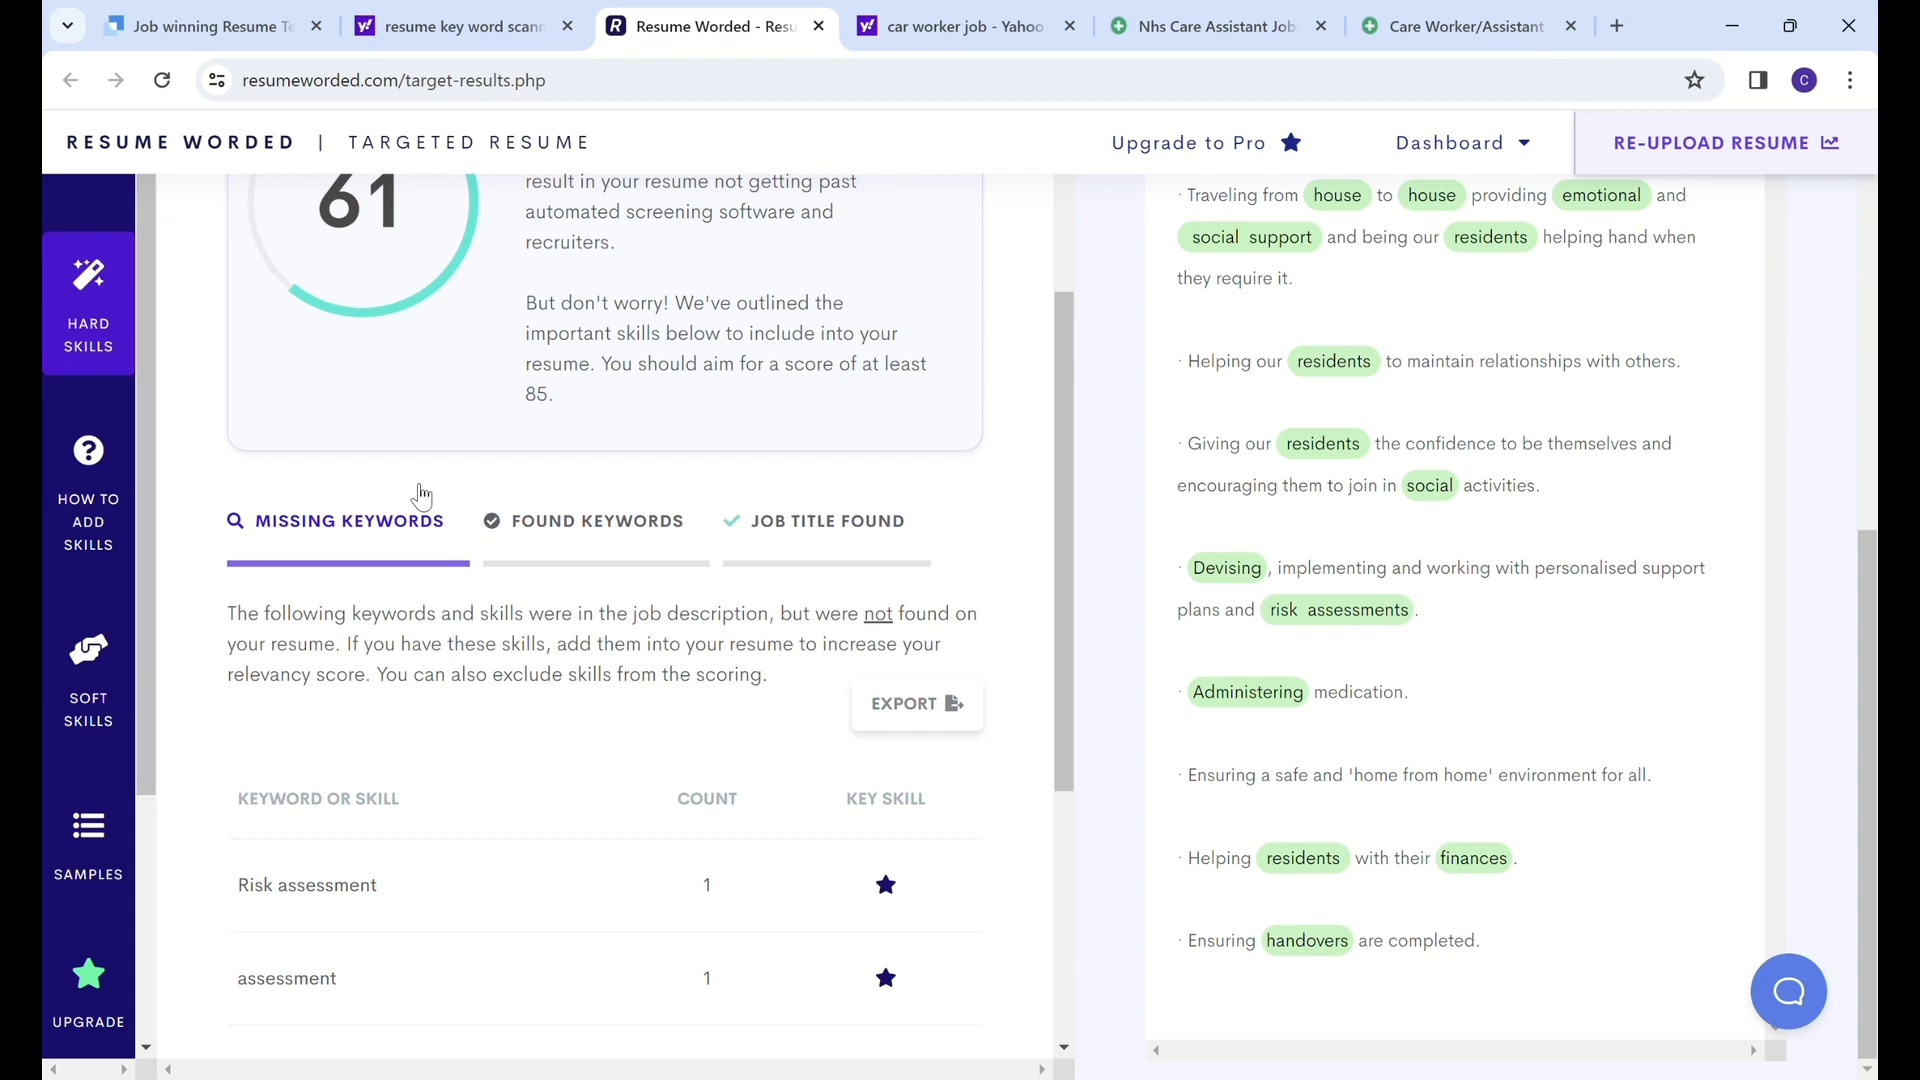 Job winning Resume Te
resume key word scann
Resume Worded - Resu
car worker job - Yahoo
Nhs Care Assistant Job
Care Worker/Assistant
resumeworded.com/target-results.php
C
RESUME WORDED | TARGETED RESUME
Upgrade to Pro
Dashboard
RE-UPLOAD RESUME
HARD
SKILLS
HOW TO
ADD
SKILLS
SOFT
SKILLS
SAMPLES
UPGRADE
61
result in your resume not getting past
automated screening software and
recruiters.
But don't worry! We've outlined the
important skills below to include into your
resume. You should aim for a score of at least
85.
MISSING KEYWORDS
FOUND KEYWORDS
JOB TITLE FOUND
The following keywords and skills were in the job description, but were not found on
your resume. If you have these skills, add them into your resume to increase your
relevancy score. You can also exclude skills from the scoring.
EXPORT
KEYWORD OR SKILL COUNT KEY SKILL
Risk assessment 1
assessment 1
· Traveling from house to house providing emotional and
social support and being our residents helping hand when
they require it.
· Helping our residents to maintain relationships with others.
· Giving our residents the confidence to be themselves and
encouraging them to join in social activities.
· Devising, implementing and working with personalised support
plans and risk assessments.
· Administering medication.
· Ensuring a safe and 'home from home' environment for all.
· Helping residents with their finances.
· Ensuring handovers are completed.